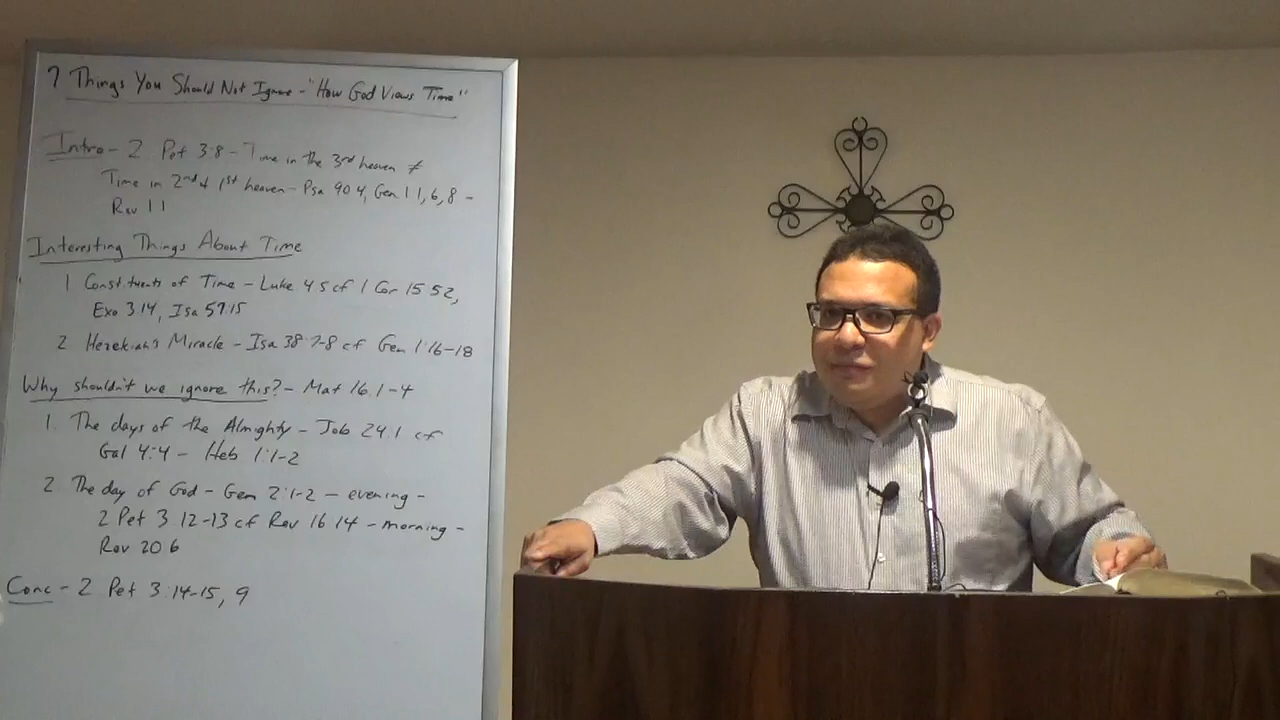 7 Things You Should Not Ignore - "How God Views Time"
Intro - 2 Pet 3:8 - Time in the 3rd heaven ≠
Time in 2nd & 1st heaven - Psa 90 4, Gen 1 1, 6, 8 -
Rev 1 1
Interesting Things About Time
1 Constituents of Time - Luke 4 5 cf 1 Cor 15 52,
Exo 3.14, Isa 57.15
2 Hezekiah's Miracle - Isa 38 7-8 cf Gen 1:16-18
Why shouldn't we ignore this? - Mat 16.1-4
1. The days of the Almighty - Job 24.1 cf
Gal 4:4 - Heb 1:1-2
2 The day of God - Gen 2:1-2 - evening -
2 Pet 3 12-13 cf Rev 16 14 - morning -
Rev 20 6
Conc - 2 Pet 3:14-15, 9